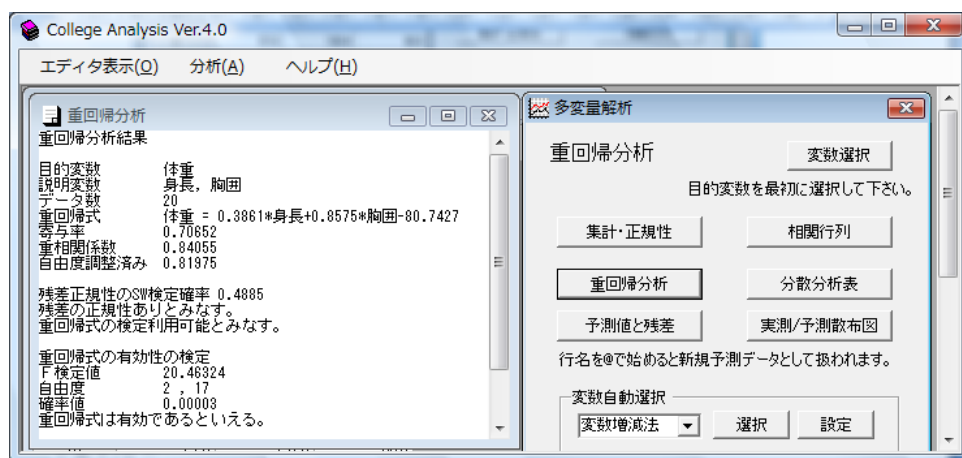 College Analysis Ver.4.0
エディタ表示(O) 分析(A) ヘルプ(H)
重回帰分析
重回帰分析結果
目的変数 体重
説明変数 身長, 胸囲
データ数 20
重回帰式 体重 = 0.3861*身長+0.8575*胸囲-80.7427
寄与率 0.70652
重相関係数 0.84055
自由度調整済み 0.81975
残差正規性のSW検定確率 0.4885
残差の正規性ありとみなす。
重回帰式の検定利用可能とみなす。
重回帰式の有効性の検定
F検定値 20.46324
自由度 2 , 17
確率値 0.00003
重回帰式は有効であるといえる。
多変量解析
重回帰分析 変数選択
目的変数を最初に選択して下さい。
集計・正規性 相関行列
重回帰分析 分散分析表
予測値と残差 実測/予測散布図
行名を@で始めると新規予測データとして扱われます。
変数自動選択
変数増減法 選択 設定